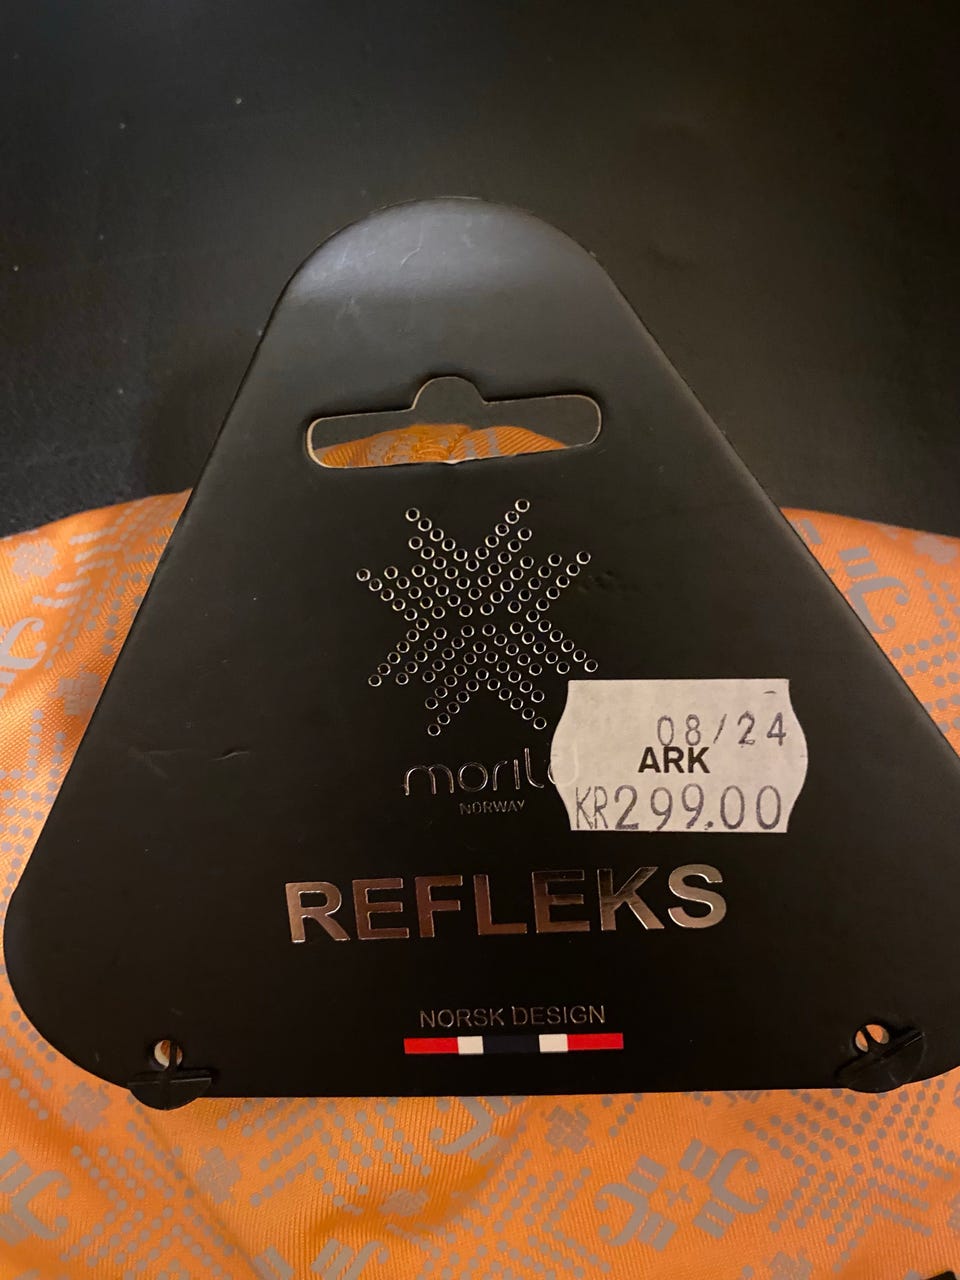 08/24
ARK
KR299.00
NORWAY
REFLEKS
NORSK DESIGN